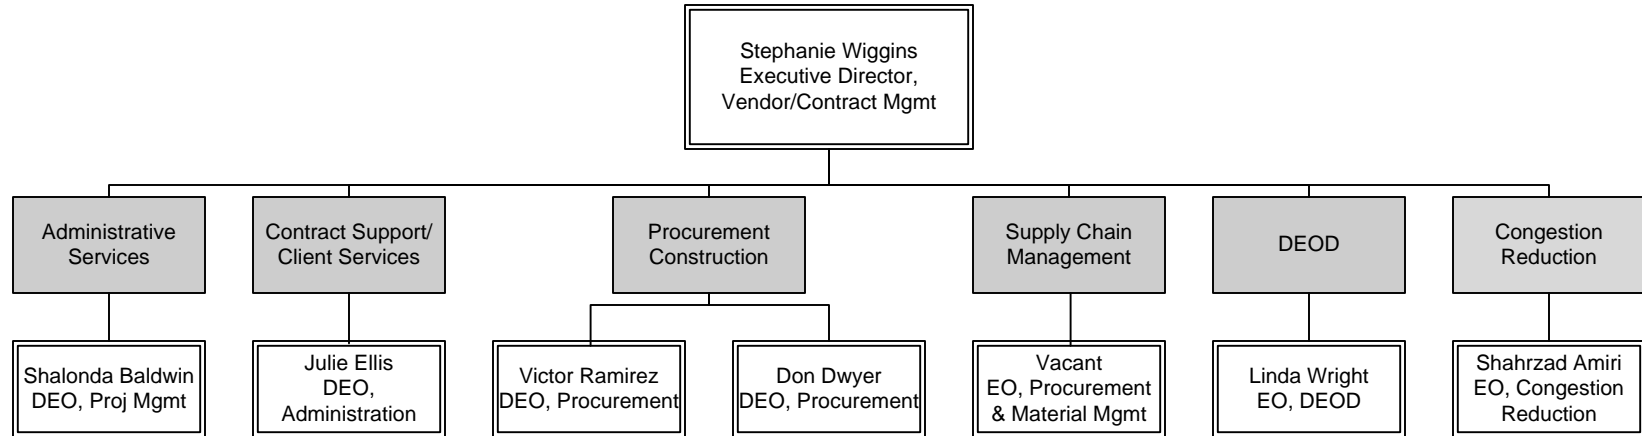 Stephanie Wiggins
Executive Director,
Vendor/Contract Mgmt
Administrative
Services
Contract Support/
Client Services
Procurement
Construction
Supply Chain
Management
DEOD
Congestion
Reduction
Shalonda Baldwin
DEO, Proj Mgmt
Julie Ellis
DEO,
Administration
Victor Ramirez
DEO, Procurement
Don Dwyer
DEO, Procurement
Vacant
EO, Procurement
& Material Mgmt
Linda Wright
EO, DEOD
Shahrzad Amiri
EO, Congestion
Reduction